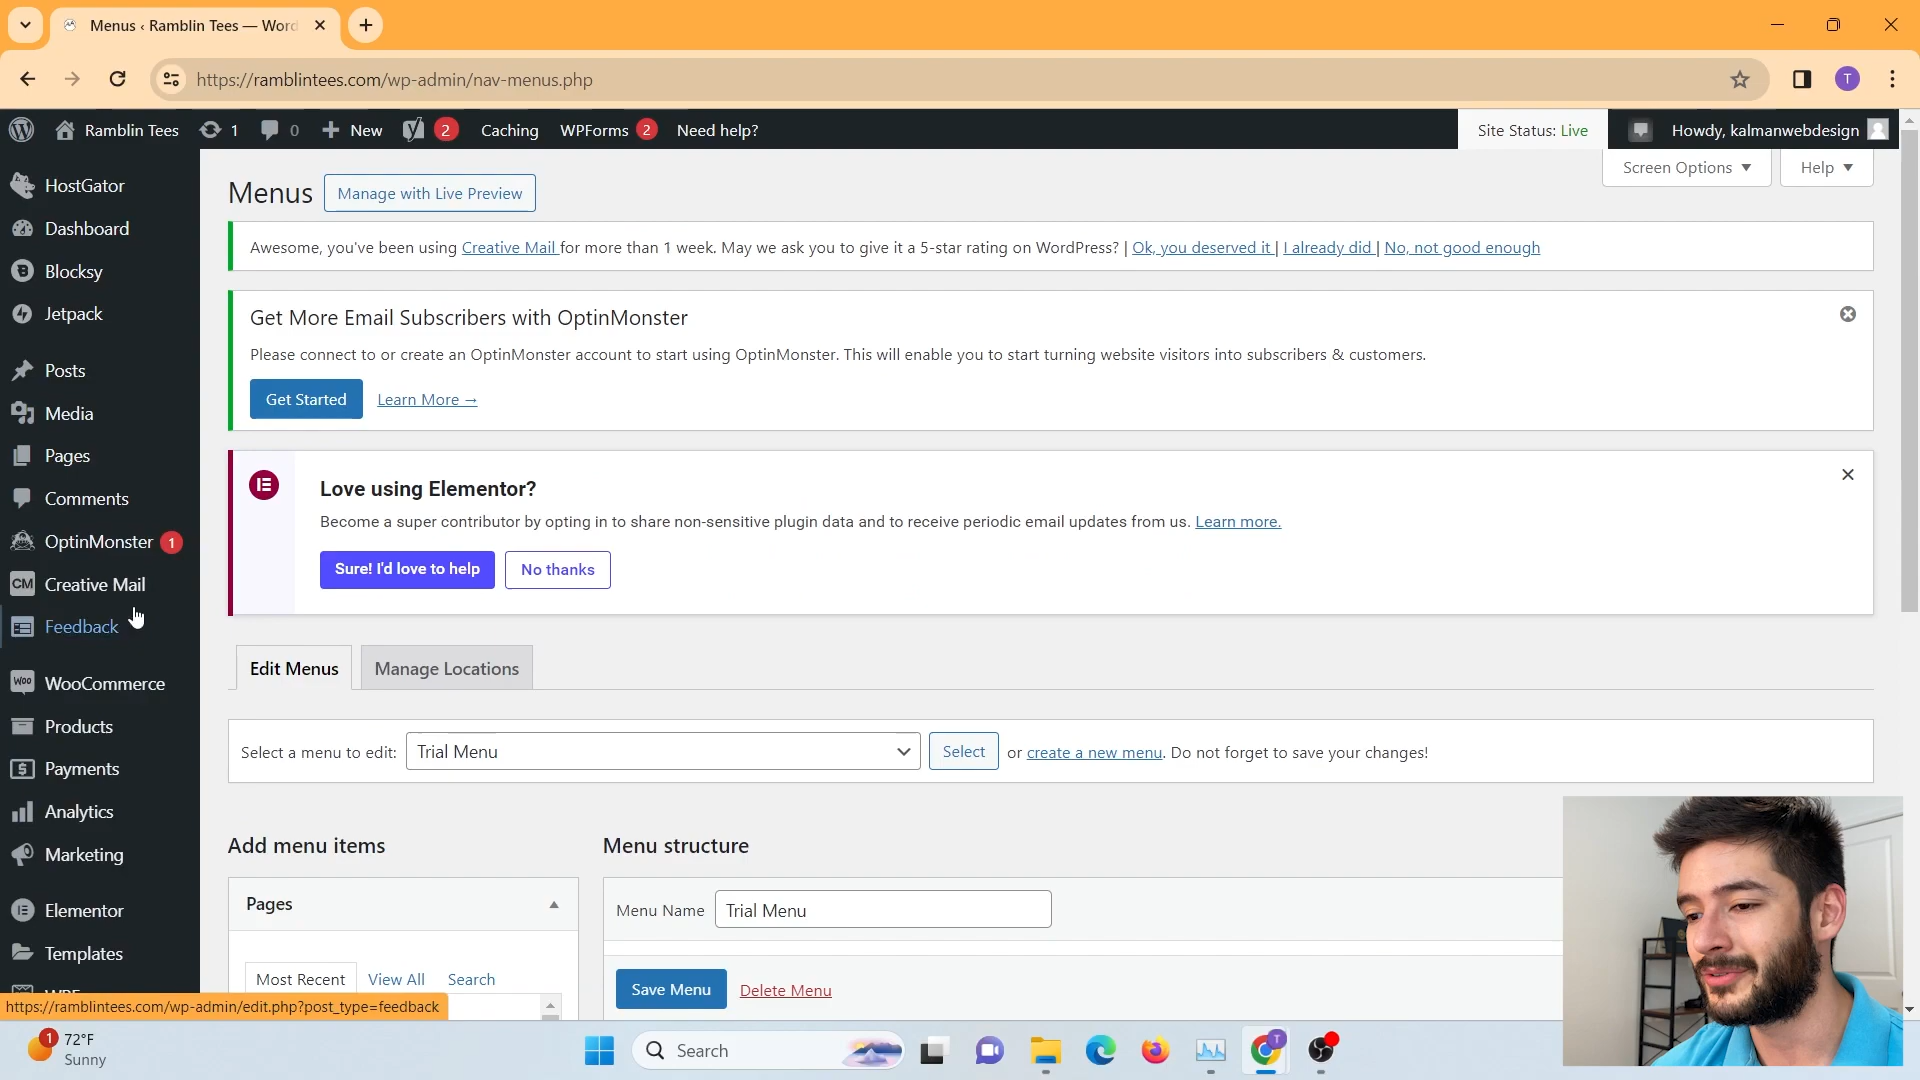 Menus ‹ Ramblin Tees — Word
https://ramblintees.com/wp-admin/nav-menus.php
Ramblin Tees 1 0 New 2 Caching WPForms 2 Need help? Site Status: Live Howdy, kalmanwebdesign
Screen Options Help
HostGator
Dashboard
Blocksy
Jetpack
Posts
Media
Pages
Comments
OptinMonster 1
CM Creative Mail
Feedback
Woo WooCommerce
Products
Payments
Analytics
Marketing
Elementor
Templates
Menus Manage with Live Preview
Awesome, you've been using Creative Mail for more than 1 week. May we ask you to give it a 5-star rating on WordPress? | Ok, you deserved it | I already did | No, not good enough
Get More Email Subscribers with OptinMonster
Please connect to or create an OptinMonster account to start using OptinMonster. This will enable you to start turning website visitors into subscribers & customers.
Get Started Learn More →
Love using Elementor?
Become a super contributor by opting in to share non-sensitive plugin data and to receive periodic email updates from us. Learn more.
Sure! I'd love to help No thanks
Edit Menus Manage Locations
Select a menu to edit: Trial Menu Select or create a new menu. Do not forget to save your changes!
Add menu items Menu structure
Pages Menu Name Trial Menu
Most Recent View All Search Save Menu Delete Menu
https://ramblintees.com/wp-admin/edit.php?post_type=feedback
1 72°F
Sunny
Search
T
T